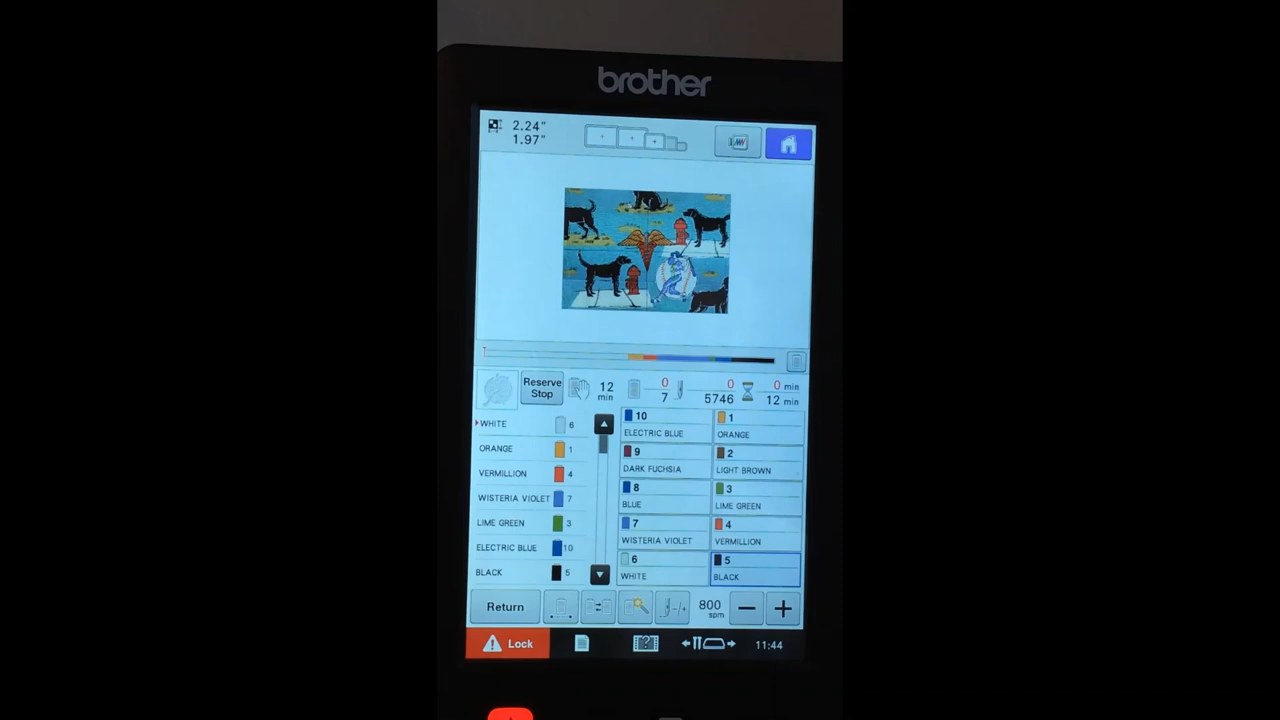 brother
2.24"
1.97"
Reserve
Stop
12
min
0
7
0
5746
0 min
12 min
WHITE 6
ORANGE 1
VERMILLION 4
WISTERIA VIOLET 7
LIME GREEN 3
ELECTRIC BLUE 10
BLACK 5
10
ELECTRIC BLUE
1
ORANGE
9
DARK FUCHSIA
2
LIGHT BROWN
8
BLUE
3
LIME GREEN
7
WISTERIA VIOLET
4
VERMILLION
6
WHITE
5
BLACK
Return
800
spm
Lock
11:44